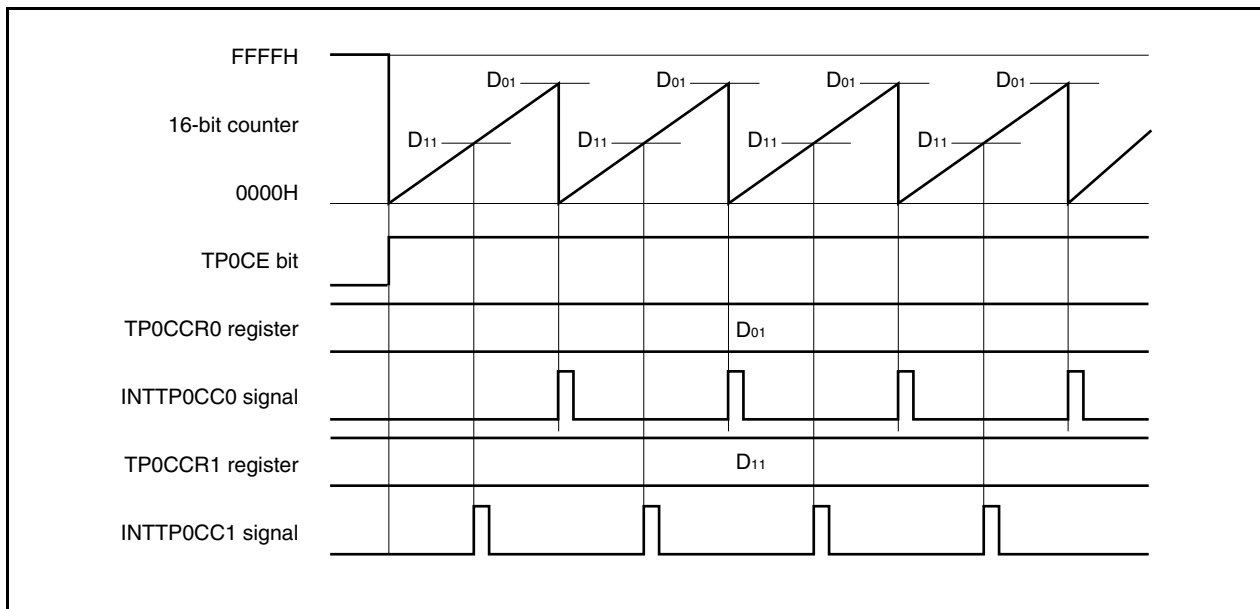 FFFFH
D01 D01 D01 D01
16-bit counter
D11 D11 D11 D11
0000H
TP0CE bit
TP0CCR0 register
D01
INTTP0CC0 signal
TP0CCR1 register
D11
INTTP0CC1 signal